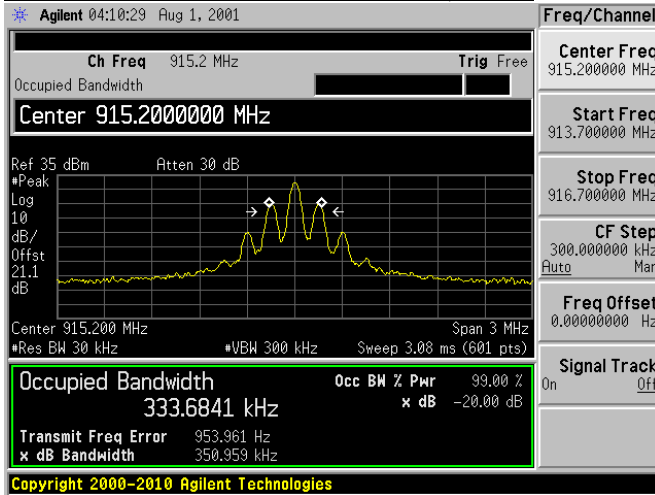 Agilent 04:10:29 Aug 1, 2001
Freq/Channel
Ch Freq 915.2 MHz Trig Free
Occupied Bandwidth
Center 915.2000000 MHz
Ref 35 dBm Atten 30 dB
#Peak
Log
10
dB/
Offst
21.1
dB
Center 915.200 MHz Span 3 MHz
#Res BW 30 kHz #VBW 300 kHz Sweep 3.08 ms (601 pts)
Occupied Bandwidth Occ BW % Pwr 99.00 %
333.6841 kHz x dB -20.00 dB
Transmit Freq Error 953.961 Hz
x dB Bandwidth 350.959 kHz
Copyright 2000-2010 Agilent Technologies
Center Freq
915.200000 MHz
Start Freq
913.700000 MHz
Stop Freq
916.700000 MHz
CF Step
300.000000 kHz
Auto Man
Freq Offset
0.00000000 Hz
Signal Track
On Off